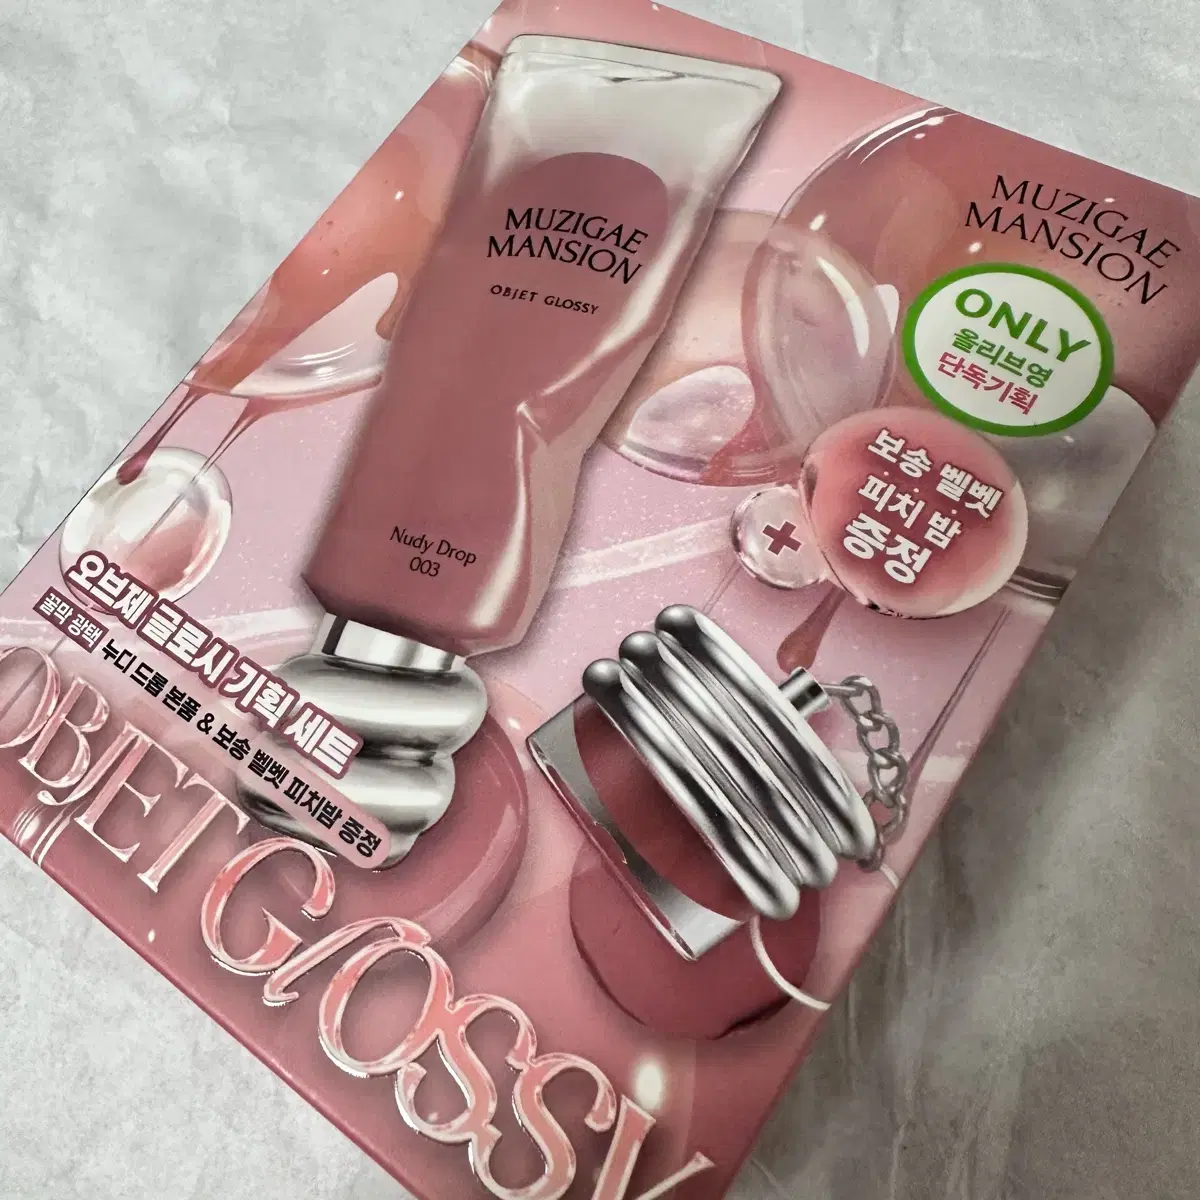 MUZIGAE
MANSION
OBJET GLOSSY
Nudy Drop
003
MUZIGAE
MANSION
ONLY
올리브영
단독기획
보송 벨벳
피치 밤
증정
+
오브제 글로시 기획 세트
꿀막 광택 누디 드롭 본품 & 보송 벨벳 피치밤 증정
OBJET GLOSSY